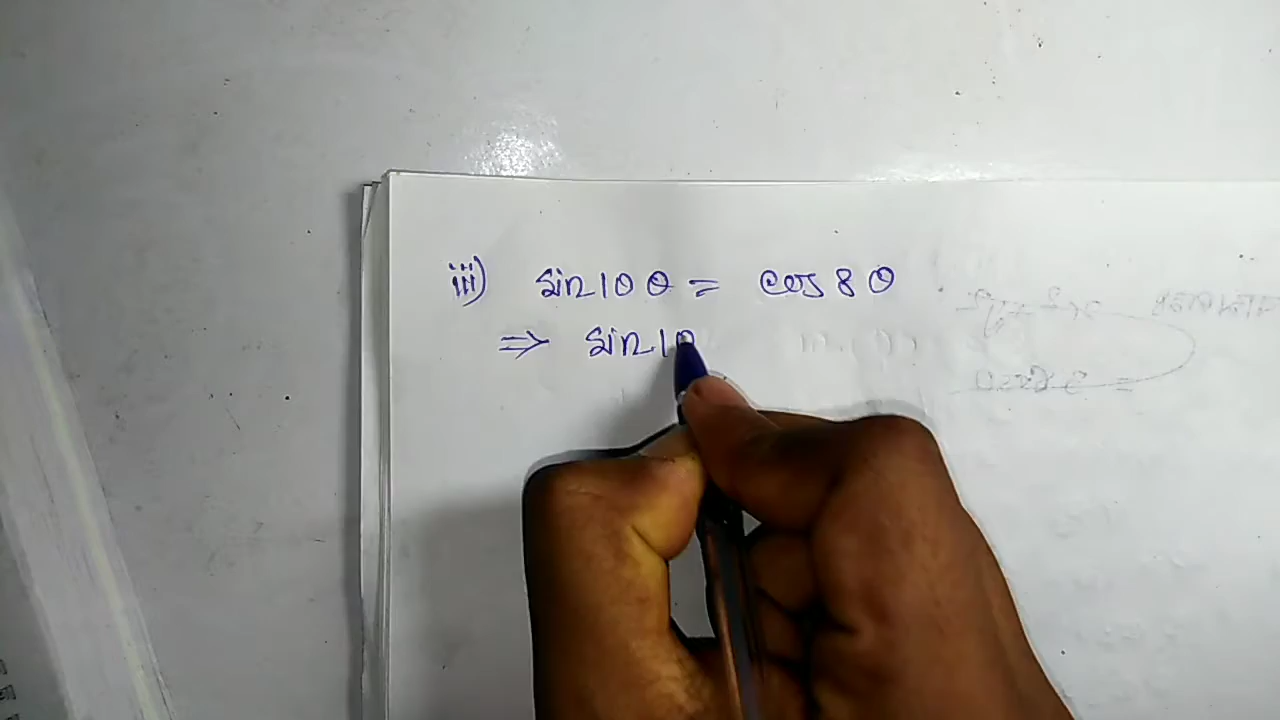 iii) sin10θ = cos8θ
⇒ sin10